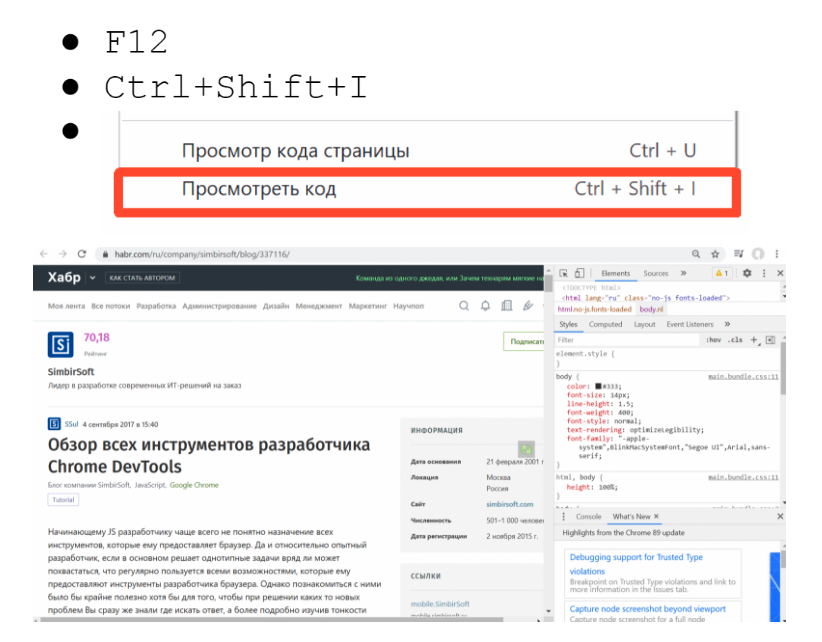 F12
Ctrl+Shift+I
Просмотр кода страницы Ctrl + U
Просмотреть код Ctrl + Shift + I
habr.com/ru/company/simbirsoft/blog/337116/
Хабр КАК СТАТЬ АВТОРОМ
Команда из одного джедая, или Зачем технарям мягкие
Моя лента Все потоки Разработка Администрирование Дизайн Менеджмент Маркетинг Научпоп
70,18
Рейтинг
SimbirSoft
Лидер в разработке современных ИТ-решений на заказ
SSul 4 сентября 2017 в 15:40
Обзор всех инструментов разработчика
Chrome DevTools
Блог компании SimbirSoft, JavaScript, Google Chrome
Tutorial
Начинающему JS разработчику чаще всего не понятно назначение всех
инструментов, которые ему предоставляет браузер. Да и относительно опытный
разработчик, если в основном решает однотипные задачи вряд ли может
похвастаться, что регулярно пользуется всеми возможностями, которые ему
предоставляют инструменты разработчика браузера. Однако познакомиться с ними
было бы крайне полезно хотя бы для того, чтобы при решении каких то новых
проблем Вы сразу же знали где искать ответ, а более подробно изучив тонкости
Подписат
ИНФОРМАЦИЯ
Дата основания 21 февраля 2001 г
Локация Москва
Россия
Сайт simbirsoft.com
Численность 501–1 000 человек
Дата регистрации 2 ноября 2015 г.
ССЫЛКИ
mobile.SimbirSoft
Elements Sources » 1
<!DOCTYPE html>
<html lang="ru" class="no-js fonts-loaded">
html.no-js.fonts-loaded body.nl
Styles Computed Layout Event Listeners »
Filter :hov .cls +
element.style {
}
body { main.bundle.css:11
color: #333;
font-size: 14px;
line-height: 1.5;
font-weight: 400;
font-style: normal;
text-rendering: optimizeLegibility;
font-family: "-apple-
system",BlinkMacSystemFont,"Segoe UI",Arial,sans-
serif;
}
html, body { main.bundle.css:11
height: 100%;
}
Console What's New ×
Highlights from the Chrome 89 update
Debugging support for Trusted Type
violations
Breakpoint on Trusted Type violations and link to
more information in the Issues tab.
Capture node screenshot beyond viewport
Capture node screenshot for a full node